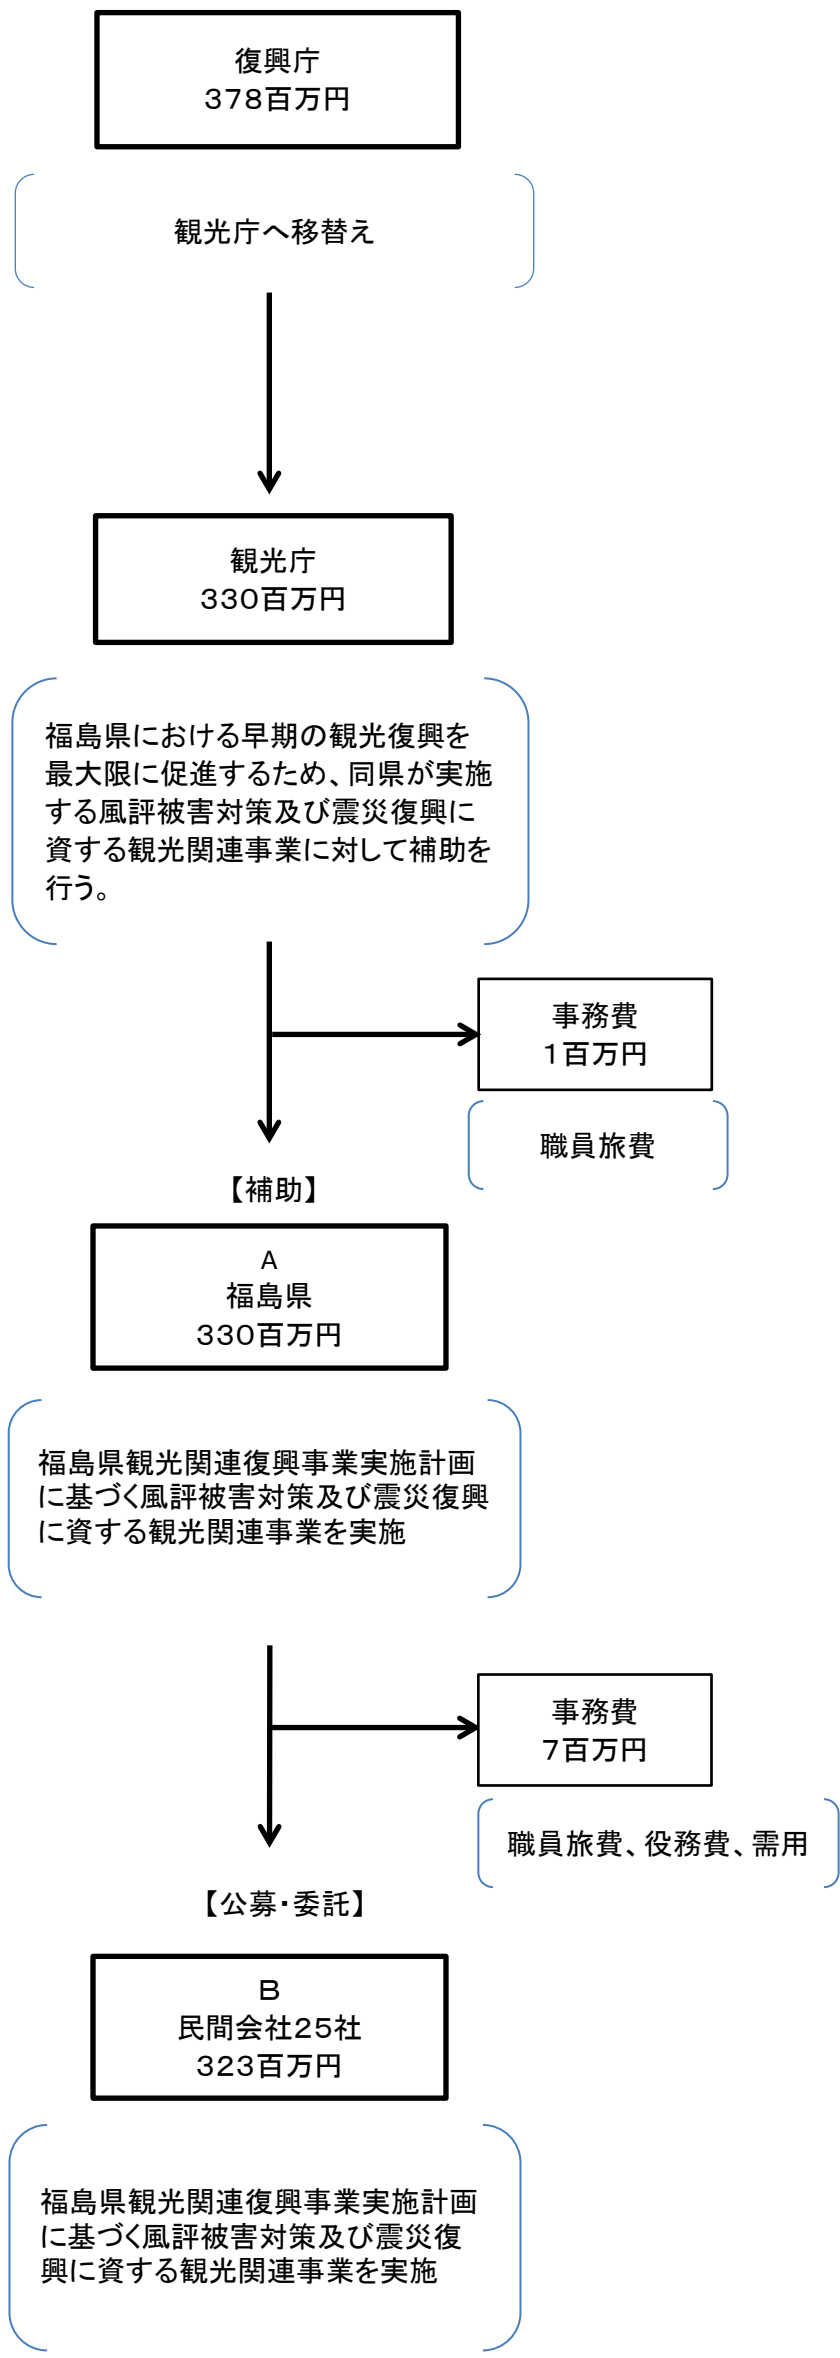 復興庁
378百万円
観光庁へ移替え
観光庁
330百万円
福島県における早期の観光復興を
最大限に促進するため、同県が実施
する風評被害対策及び震災復興に
資する観光関連事業に対して補助を
行う。
事務費
1百万円
職員旅費
【補助】
A
福島県
330百万円
福島県観光関連復興事業実施計画
に基づく風評被害対策及び震災復興
に資する観光関連事業を実施
事務費
7百万円
職員旅費、役務費、需用
【公募・委託】
B
民間会社25社
323百万円
福島県観光関連復興事業実施計画
に基づく風評被害対策及び震災復
興に資する観光関連事業を実施